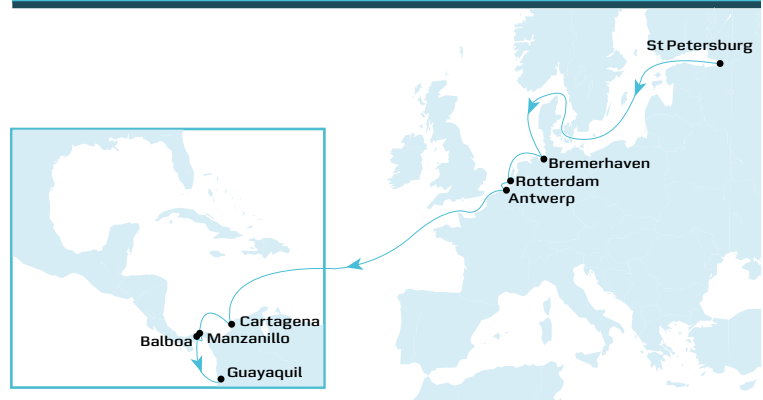 St Petersburg
Bremerhaven
Rotterdam
Antwerp
Cartagena
Manzanillo
Balboa
Guayaquil